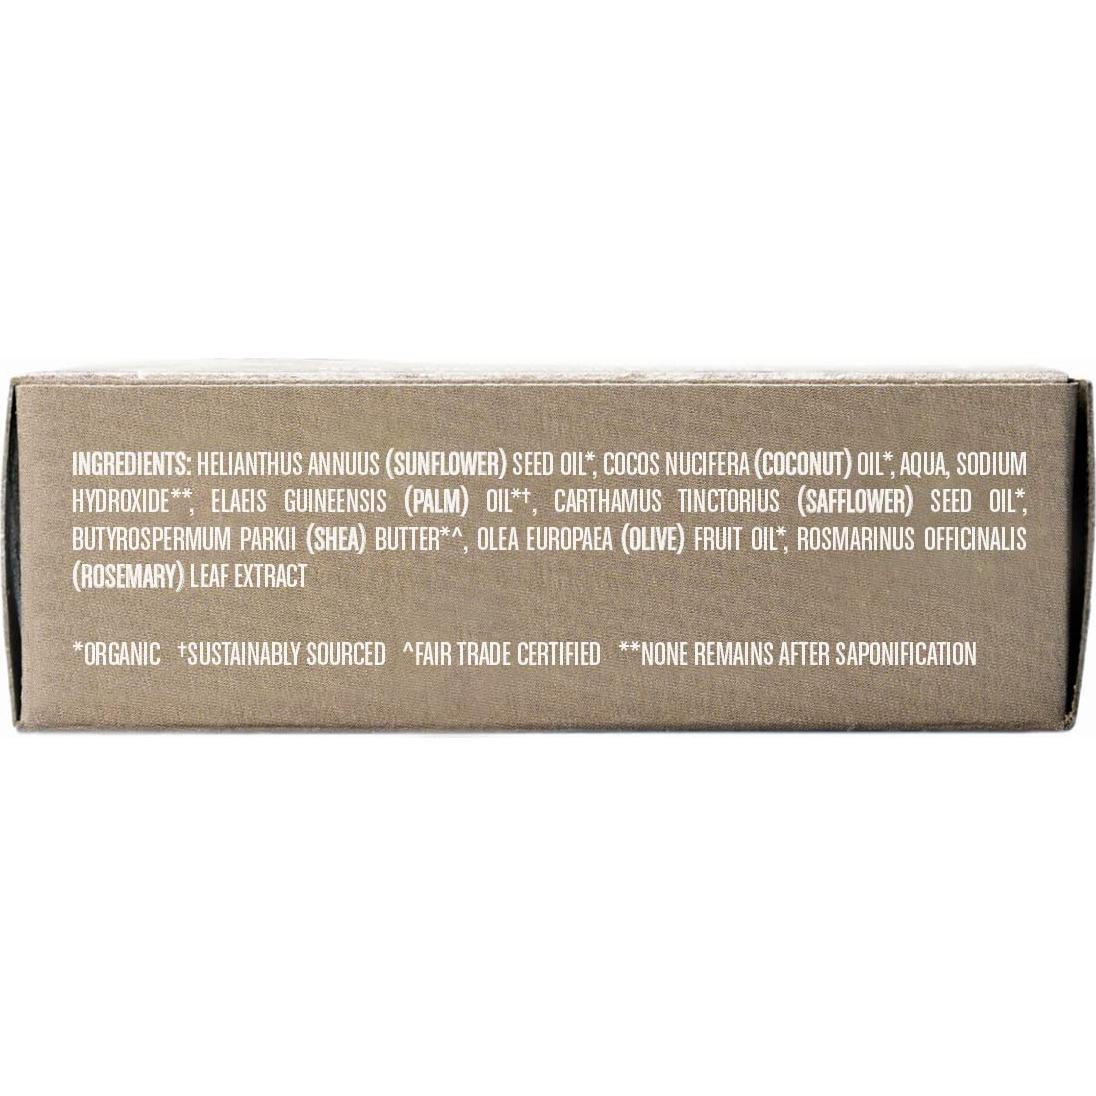 INGREDIENTS: HELIANTHUS ANNUUS (SUNFLOWER) SEED OIL*, COCOS NUCIFERA (COCONUT) OIL*, AQUA, SODIUM
HYDROXIDE**, ELAEIS GUINEENSIS (PALM) OIL*†, CARTHAMUS TINCTORIUS (SAFFLOWER) SEED OIL*,
BUTYROSPERMUM PARKII (SHEA) BUTTER*^, OLEA EUROPAEA (OLIVE) FRUIT OIL*, ROSMARINUS OFFICINALIS
(ROSEMARY) LEAF EXTRACT
*ORGANIC †SUSTAINABLY SOURCED ^FAIR TRADE CERTIFIED **NONE REMAINS AFTER SAPONIFICATION